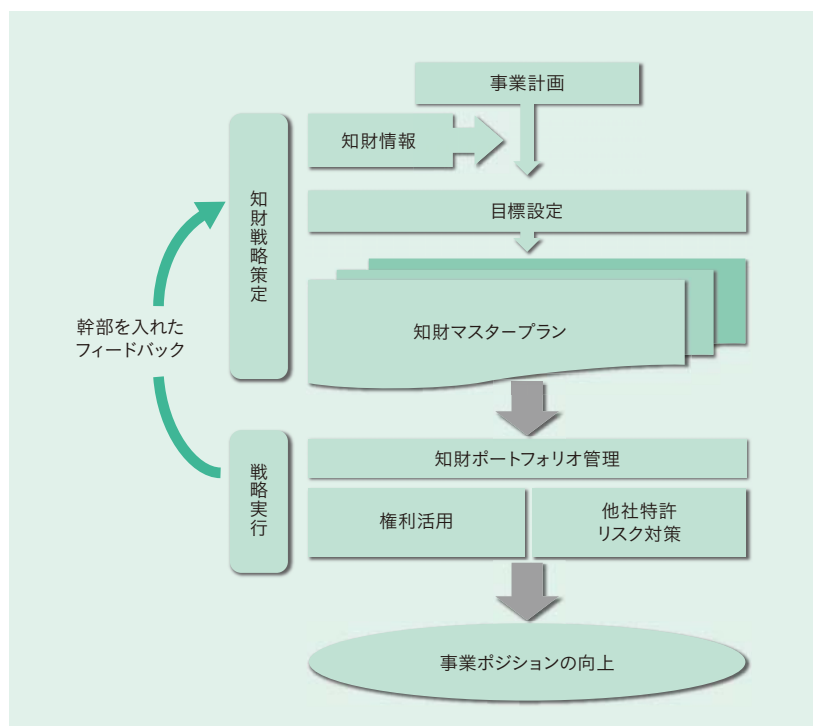 事業計画
知財情報
知財戦略策定
目標設定
知財マスタープラン
幹部を入れた
フィードバック
戦略実行
知財ポートフォリオ管理
権利活用
他社特許
リスク対策
事業ポジションの向上